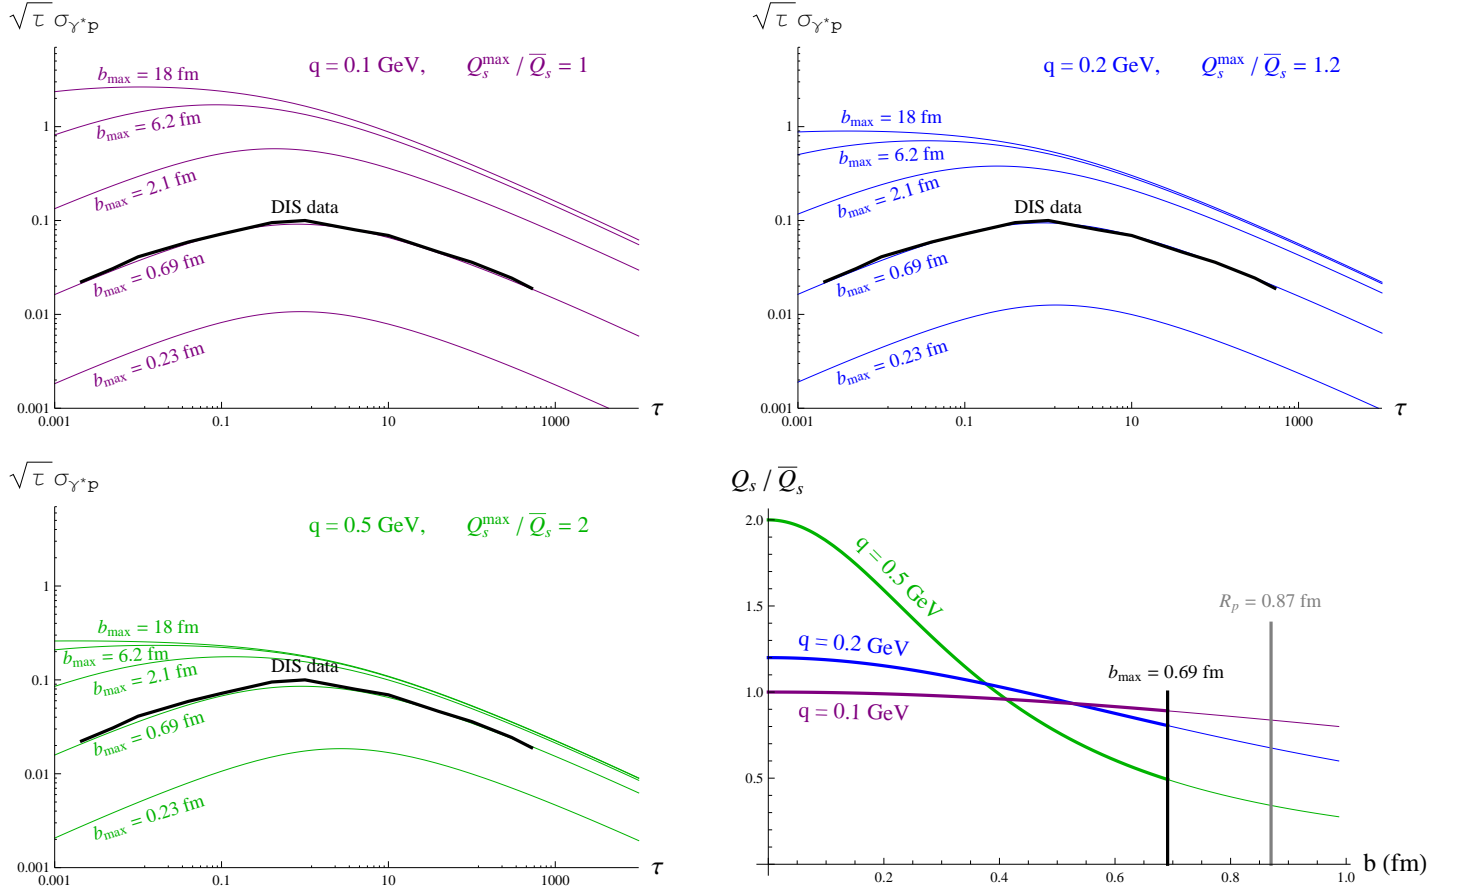 √τ σγ*p
q = 0.1 GeV, Qₛᵐᵃˣ / Q̅ₛ = 1
bmax = 18 fm
bmax = 6.2 fm
bmax = 2.1 fm
DIS data
bmax = 0.69 fm
bmax = 0.23 fm
1
0.1
0.01
0.001
0.001 0.1 10 1000 τ
√τ σγ*p
q = 0.2 GeV, Qₛᵐᵃˣ / Q̅ₛ = 1.2
bmax = 18 fm
bmax = 6.2 fm
bmax = 2.1 fm
DIS data
bmax = 0.69 fm
bmax = 0.23 fm
1
0.1
0.01
0.001
0.001 0.1 10 1000 τ
√τ σγ*p
q = 0.5 GeV, Qₛᵐᵃˣ / Q̅ₛ = 2
bmax = 18 fm
bmax = 6.2 fm
bmax = 2.1 fm
DIS data
bmax = 0.69 fm
bmax = 0.23 fm
1
0.1
0.01
0.001
0.001 0.1 10 1000 τ
Qₛ / Q̅ₛ
2.0
1.5
1.0
0.5
q = 0.5 GeV
q = 0.2 GeV
q = 0.1 GeV
Rp = 0.87 fm
bmax = 0.69 fm
0.2 0.4 0.6 0.8 1.0 b (fm)